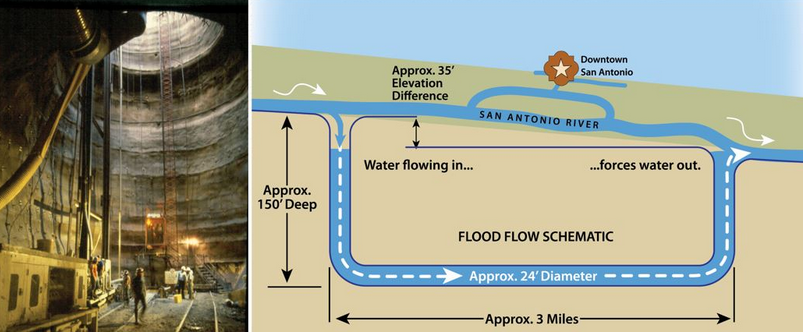 Downtown
San Antonio
Approx. 35'
Elevation
Difference
SAN ANTONIO RIVER
Water flowing in...
...forces water out.
Approx.
150' Deep
FLOOD FLOW SCHEMATIC
Approx. 24' Diameter
Approx. 3 Miles